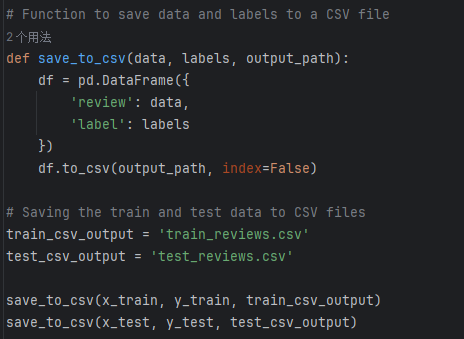 # Function to save data and labels to a CSV file
2个用法
def save_to_csv(data, labels, output_path):
    df = pd.DataFrame({
        'review': data,
        'label': labels
    })
    df.to_csv(output_path, index=False)
# Saving the train and test data to CSV files
train_csv_output = 'train_reviews.csv'
test_csv_output = 'test_reviews.csv'
save_to_csv(x_train, y_train, train_csv_output)
save_to_csv(x_test, y_test, test_csv_output)